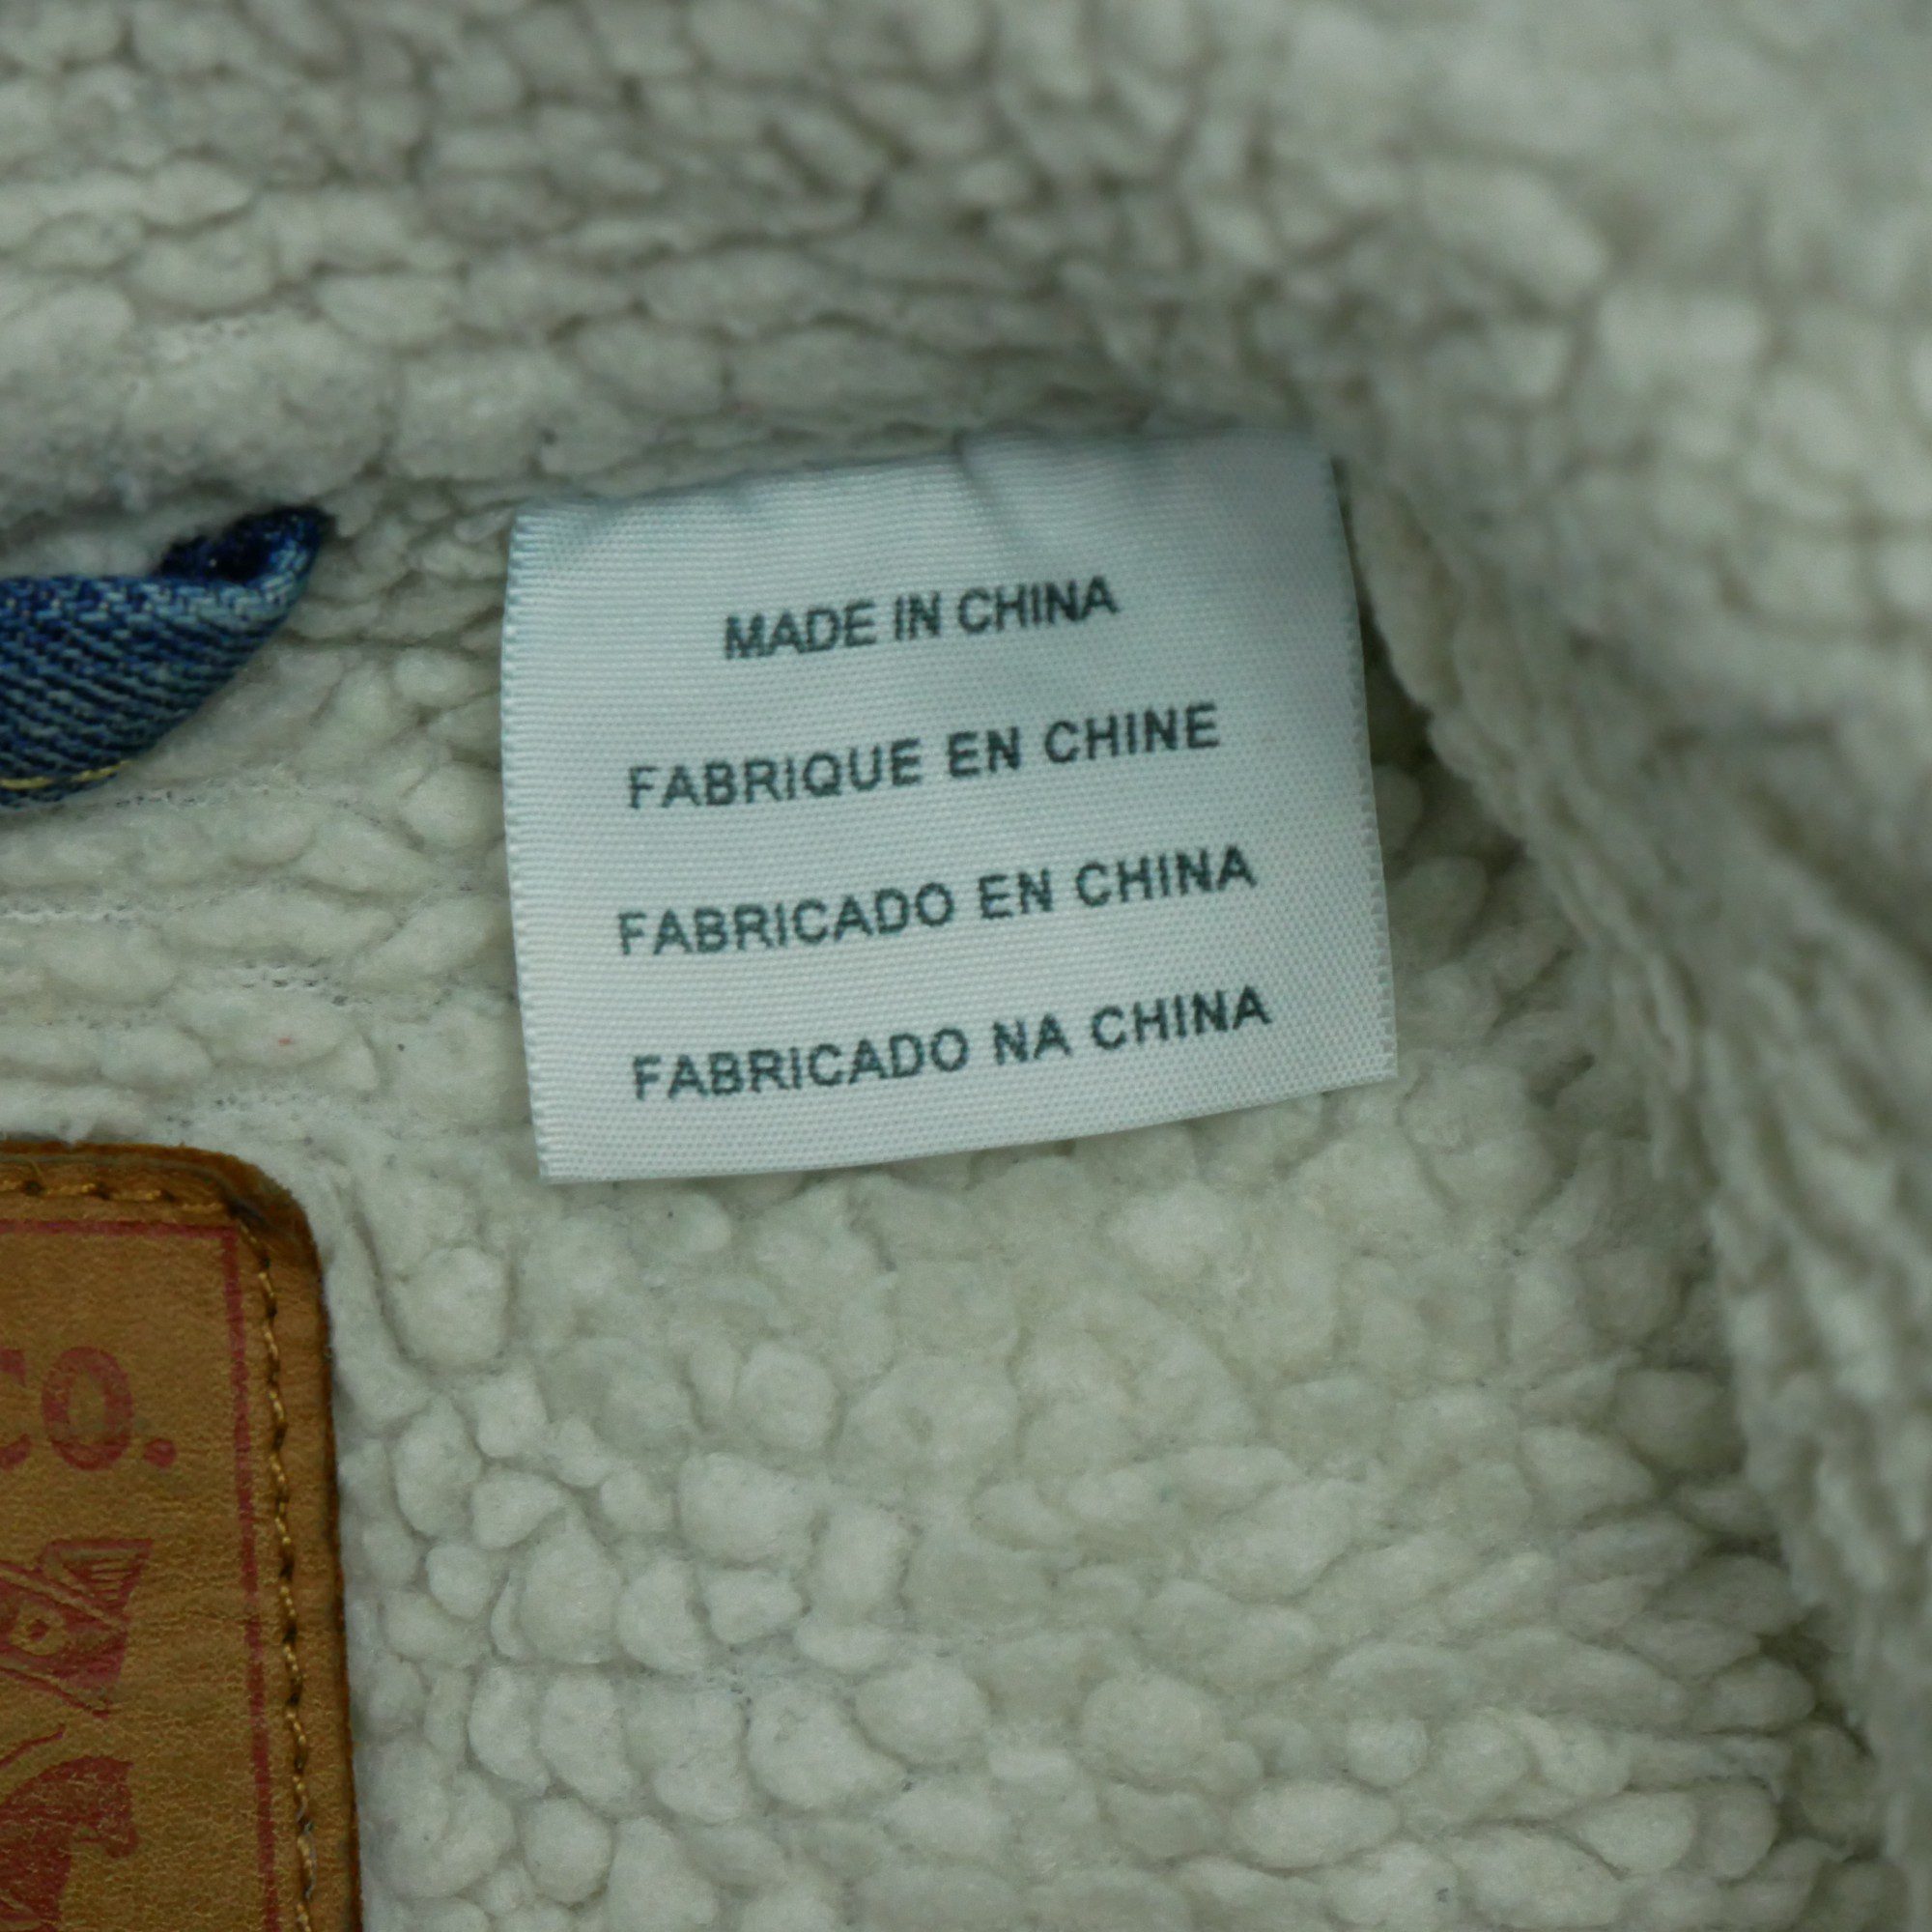 MADE IN CHINA
FABRIQUE EN CHINE
FABRICADO EN CHINA
FABRICADO NA CHINA
CO.